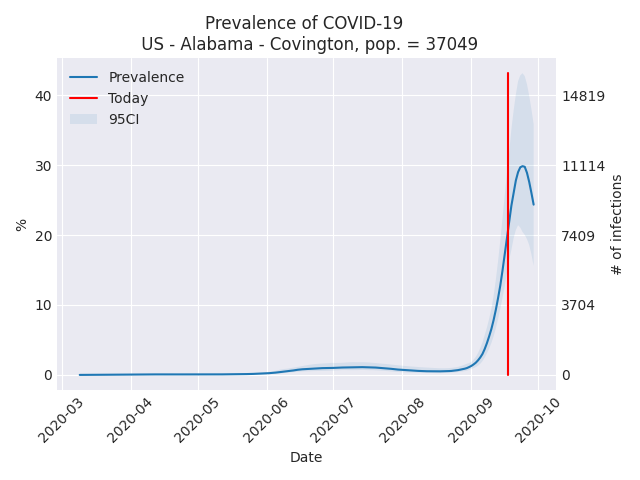 Prevalence of COVID-19
US - Alabama - Covington, pop. = 37049
Prevalence
Today
95CI
40
30
20
10
0
%
14819
11114
7409
3704
0
# of infections
2020-03
2020-04
2020-05
2020-06
2020-07
2020-08
2020-09
2020-10
Date